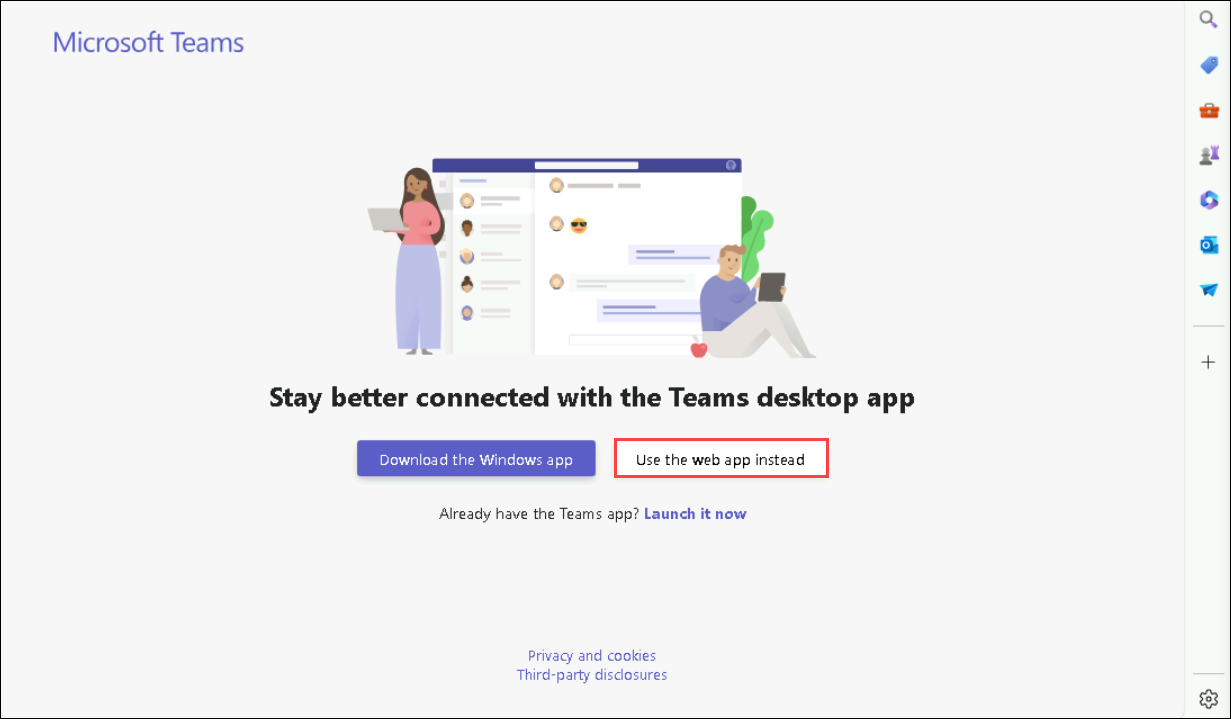 Microsoft Teams
Stay better connected with the Teams desktop app
Download the Windows app
Use the web app instead
Already have the Teams app? Launch it now
Privacy and cookies
Third-party disclosures